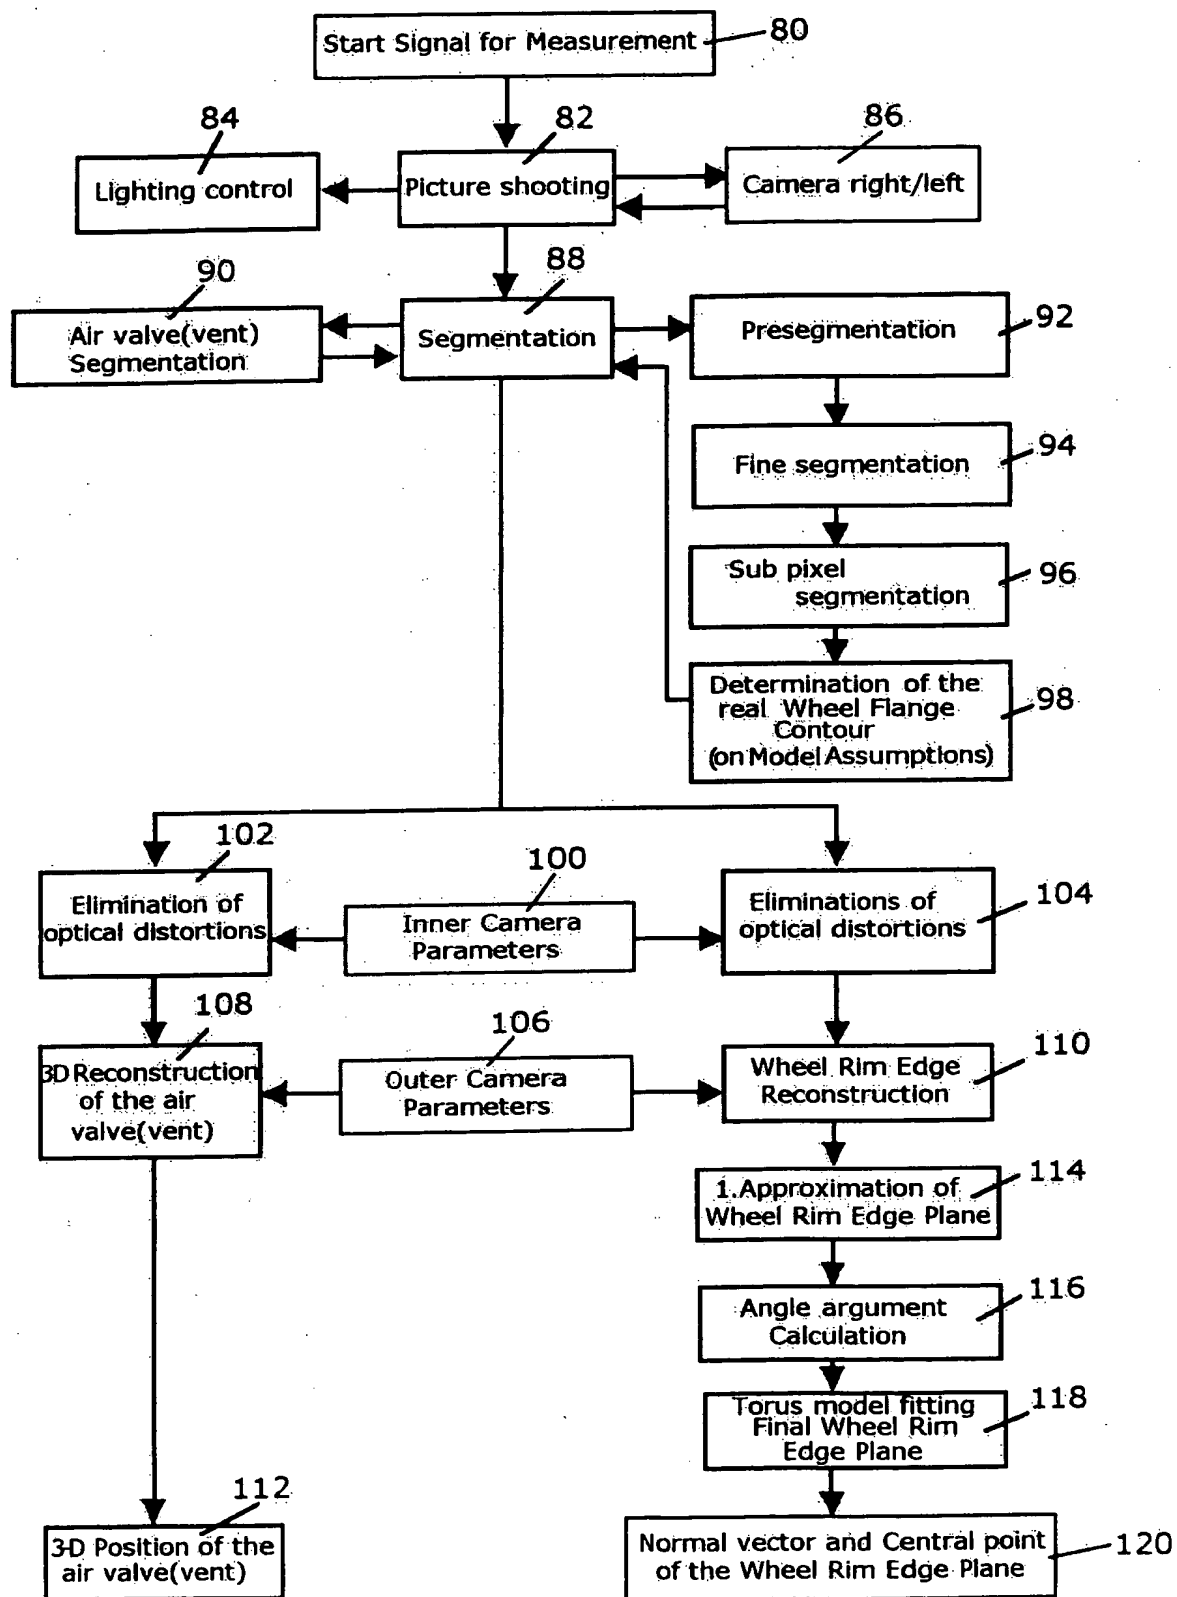 Start Signal for Measurement
80
84
82
86
Lighting control
Picture shooting
Camera right/left
90
88
Air valve(vent)
Segmentation
Segmentation
Presegmentation
92
Fine segmentation
94
Sub pixel
segmentation
96
Determination of the
real Wheel Flange
Contour
(on Model Assumptions)
98
102
100
Elimination of
optical distortions
Inner Camera
Parameters
Eliminations of
optical distortions
104
108
106
3D Reconstruction
of the air
valve(vent)
Outer Camera
Parameters
Wheel Rim Edge
Reconstruction
110
1.Approximation of
Wheel Rim Edge Plane
114
Angle argument
Calculation
116
Torus model fitting
Final Wheel Rim
Edge Plane
118
112
3-D Position of the
air valve(vent)
Normal vector and Central point
of the Wheel Rim Edge Plane
120